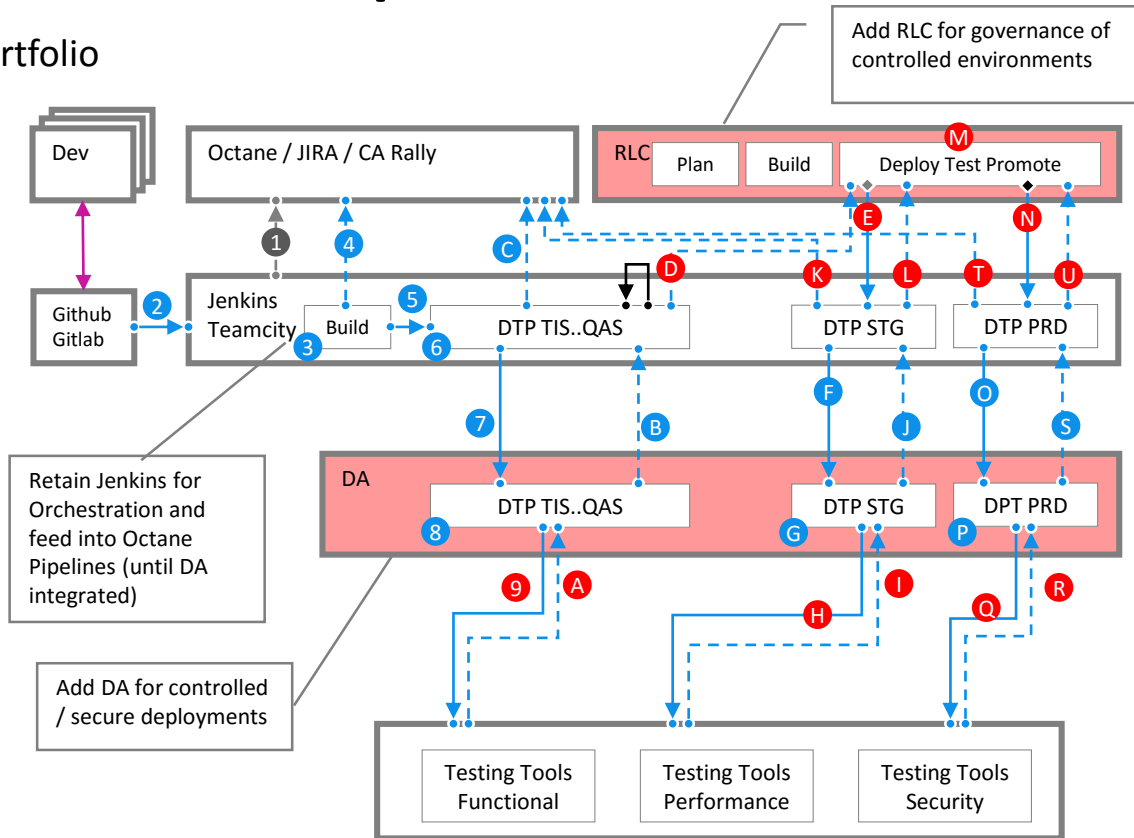 rtfolio
Add RLC for governance of
controlled environments
Dev
Octane / JIRA / CA Rally
RLC
Plan
Build
Deploy Test Promote
M
E
N
1
4
C
D
K
L
T
U
Github
Gitlab
2
Jenkins
Teamcity
Build
3
5
6
DTP TIS..QAS
DTP STG
DTP PRD
7
B
F
J
O
S
Retain Jenkins for
Orchestration and
feed into Octane
Pipelines (until DA
integrated)
DA
DTP TIS..QAS
8
DTP STG
G
DPT PRD
P
9
A
H
I
Q
R
Add DA for controlled
/ secure deployments
Testing Tools
Functional
Testing Tools
Performance
Testing Tools
Security